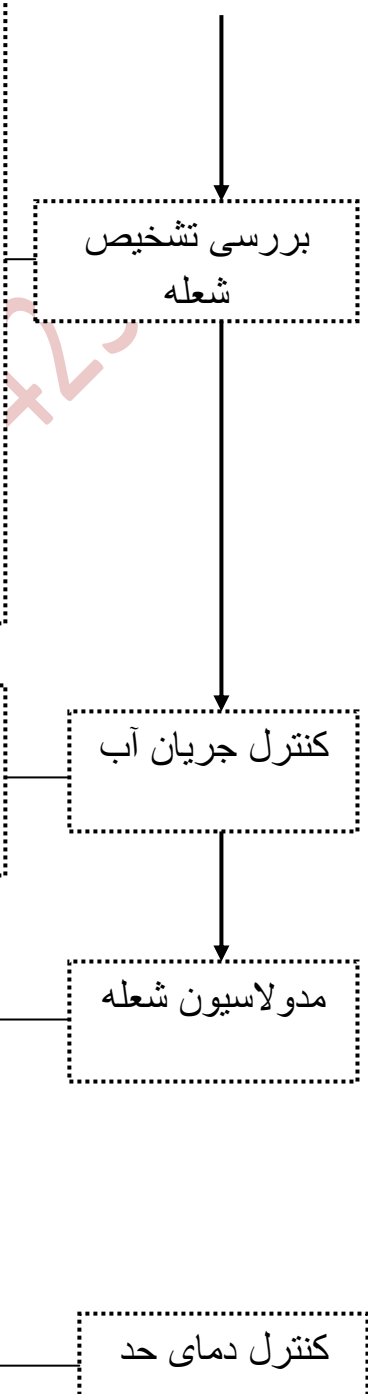 بررسی تشخیص
شعله
کنترل جریان آب
مدولاسیون شعله
کنترل دمای حد